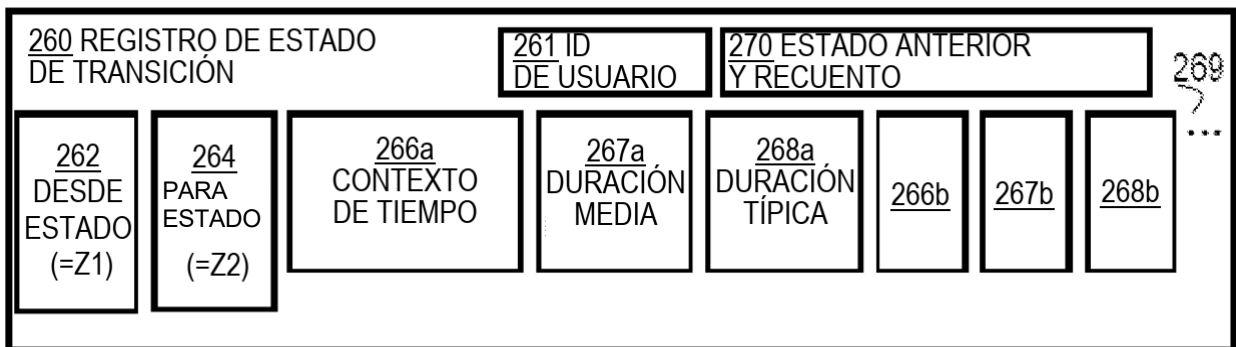 260 REGISTRO DE ESTADO
DE TRANSICIÓN
261 ID
DE USUARIO
270 ESTADO ANTERIOR
Y RECUENTO
269
...
262
DESDE
ESTADO
(=Z1)
264
PARA
ESTADO
(=Z2)
266a
CONTEXTO
DE TIEMPO
267a
DURACIÓN
MEDIA
268a
DURACIÓN
TÍPICA
266b
267b
268b